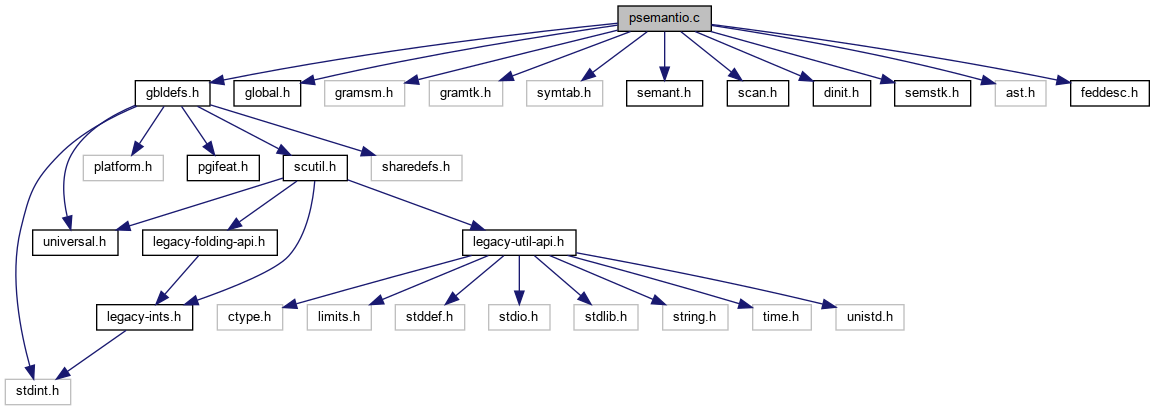 psemantio.c
gbldefs.h
global.h
gramsm.h
gramtk.h
symtab.h
semant.h
scan.h
dinit.h
semstk.h
ast.h
feddesc.h
platform.h
pgifeat.h
scutil.h
sharedefs.h
universal.h
legacy-folding-api.h
legacy-util-api.h
legacy-ints.h
ctype.h
limits.h
stddef.h
stdio.h
stdlib.h
string.h
time.h
unistd.h
stdint.h